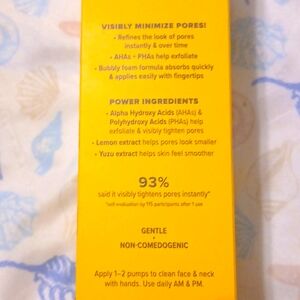 VISIBLY MINIMIZE PORES!
• Refines the look of pores
instantly & over time
• AHAs + PHAs help exfoliate
• Bubbly foam formula absorbs quickly
& applies easily with fingertips
POWER INGREDIENTS
• Alpha Hydroxy Acids (AHAs) &
Polyhydroxy Acids (PHAs) help
exfoliate & visibly tighten pores
• Lemon extract helps pores look smaller
• Yuzu extract helps skin feel smoother
93%
said it visibly tightens pores instantly*
*self-evaluation by 115 participants after 1 use
GENTLE
+
NON-COMEDOGENIC
Apply 1-2 pumps to clean face & neck
with hands. Use daily AM & PM.